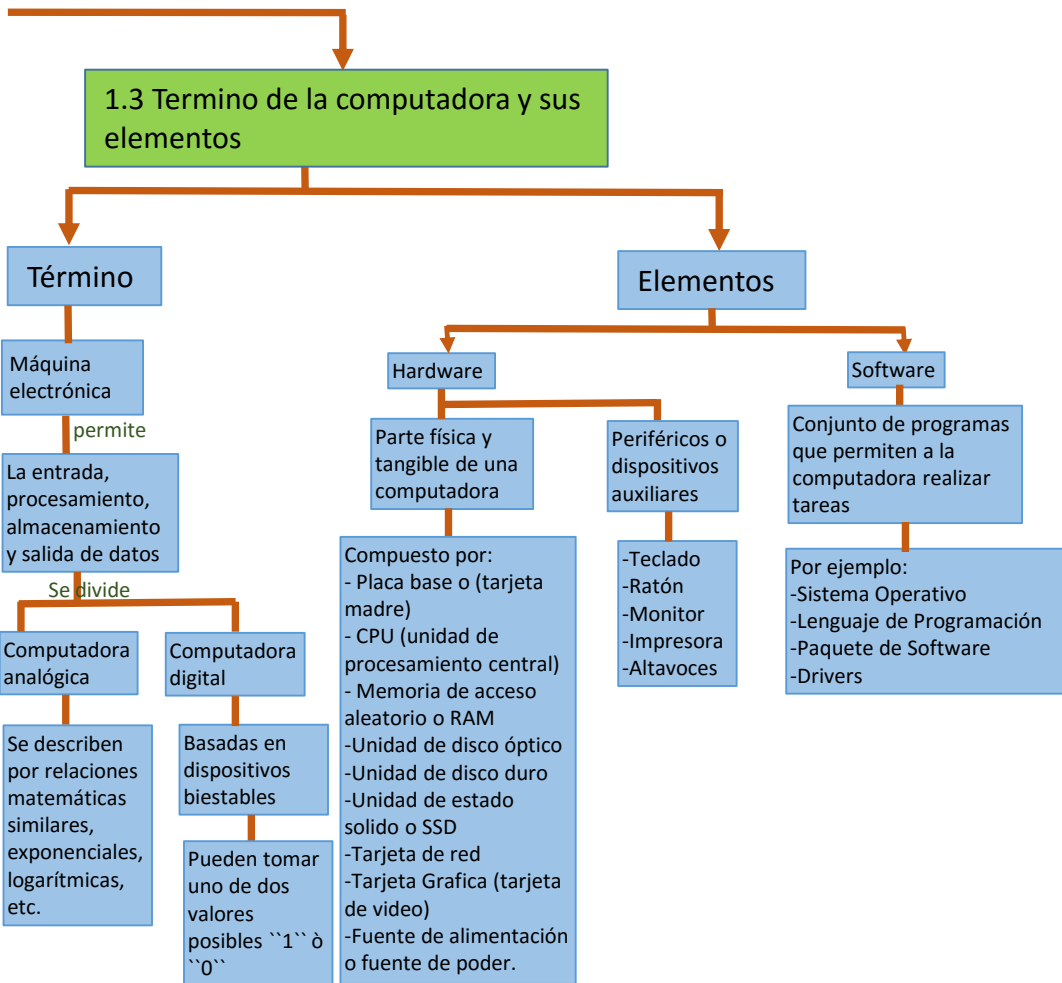 1.3 Termino de la computadora y sus
elementos
Término
Máquina
electrónica
permite
La entrada,
procesamiento,
almacenamiento
y salida de datos
Se divide
Computadora
analógica
Se describen
por relaciones
matemáticas
similares,
exponenciales,
logarítmicas,
etc.
Computadora
digital
Basadas en
dispositivos
biestables
Pueden tomar
uno de dos
valores
posibles ``1`` ò
``0``
Elementos
Hardware
Parte física y
tangible de una
computadora
Compuesto por:
- Placa base o (tarjeta
madre)
- CPU (unidad de
procesamiento central)
- Memoria de acceso
aleatorio o RAM
-Unidad de disco óptico
-Unidad de disco duro
-Unidad de estado
solido o SSD
-Tarjeta de red
-Tarjeta Grafica (tarjeta
de video)
-Fuente de alimentación
o fuente de poder.
Periféricos o
dispositivos
auxiliares
-Teclado
-Ratón
-Monitor
-Impresora
-Altavoces
Software
Conjunto de programas
que permiten a la
computadora realizar
tareas
Por ejemplo:
-Sistema Operativo
-Lenguaje de Programación
-Paquete de Software
-Drivers